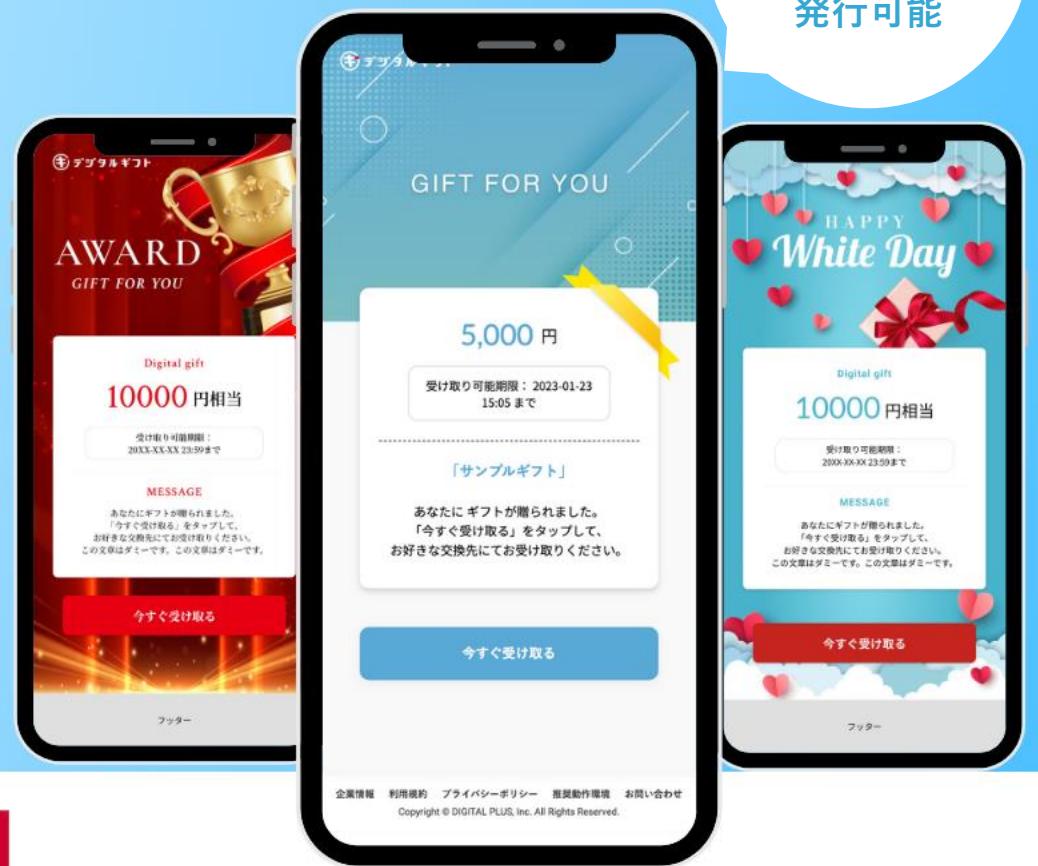 発行可能
デジタルギフト
AWARD
GIFT FOR YOU
Digital gift
10000 円相当
受け取り可能期限：
20XX-XX-XX 23:59まで
MESSAGE
あなたにギフトが贈られました。
「今すぐ受け取る」をタップして、
お好きな交換先にてお受け取りください。
この文章はダミーです。この文章はダミーです。
今すぐ受け取る
フッター
デジタルギフト
GIFT FOR YOU
5,000 円
受け取り可能期限： 2023-01-23
15:05 まで
「サンプルギフト」
あなたに ギフトが贈られました。
「今すぐ受け取る」をタップして、
お好きな交換先にてお受け取りください。
今すぐ受け取る
企業情報 利用規約 プライバシーポリシー 推奨動作環境 お問い合わせ
Copyright © DIGITAL PLUS, Inc. All Rights Reserved.
HAPPY
White Day
Digital gift
10000 円相当
受け取り可能期限：
20XX-XX-XX 23:59まで
MESSAGE
あなたにギフトが贈られました。
「今すぐ受け取る」をタップして、
お好きな交換先にてお受け取りください。
この文章はダミーです。この文章はダミーです。
今すぐ受け取る
フッター